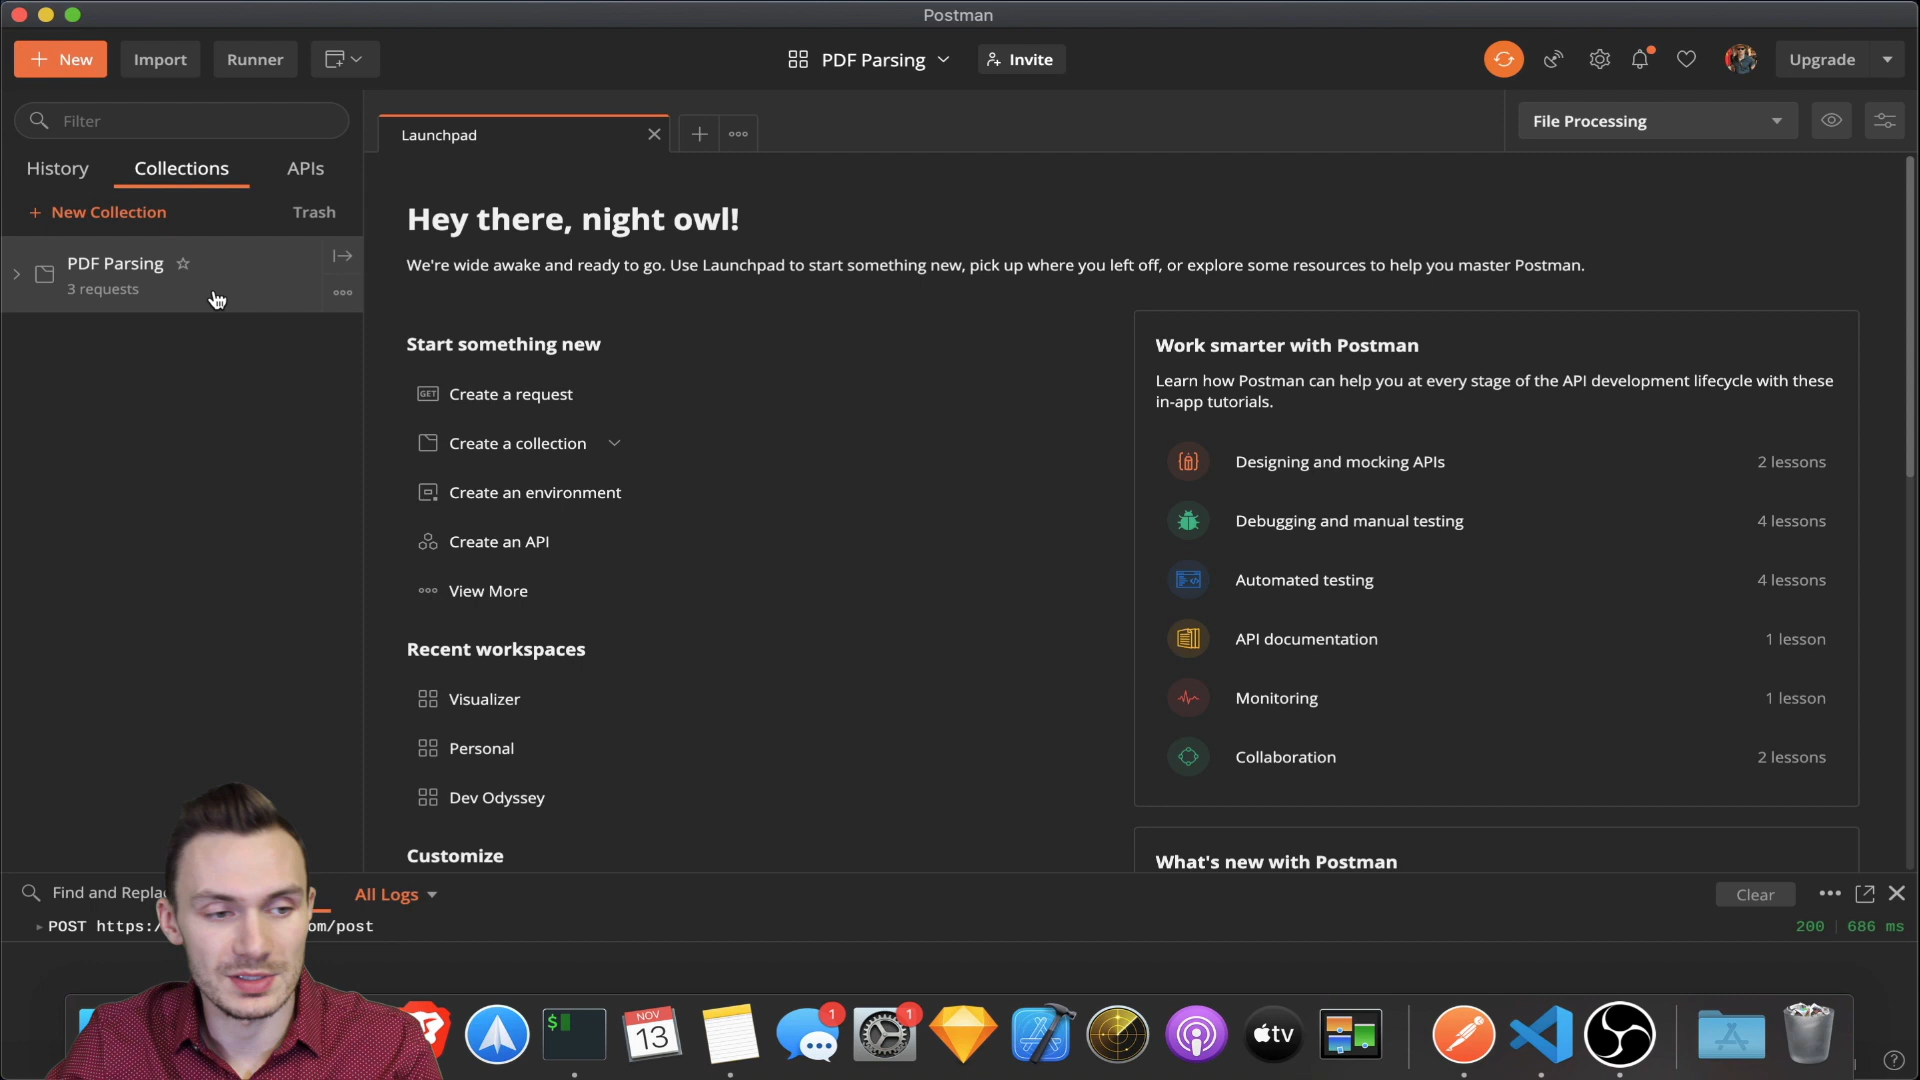 Postman
New
Import
Runner
PDF Parsing
Invite
Upgrade
Filter
Launchpad
File Processing
History
Collections
APIs
+ New Collection
Trash
PDF Parsing
3 requests
Hey there, night owl!
We're wide awake and ready to go. Use Launchpad to start something new, pick up where you left off, or explore some resources to help you master Postman.
Start something new
GET Create a request
Create a collection
Create an environment
Create an API
View More
Recent workspaces
Visualizer
Personal
Dev Odyssey
Customize
Work smarter with Postman
Learn how Postman can help you at every stage of the API development lifecycle with these
in-app tutorials.
Designing and mocking APIs
2 lessons
Debugging and manual testing
4 lessons
Automated testing
4 lessons
API documentation
1 lesson
Monitoring
1 lesson
Collaboration
2 lessons
What's new with Postman
Find and Repla
All Logs
Clear
POST https:/
om/post
200
686 ms
$
NOV
13
1
1
tv